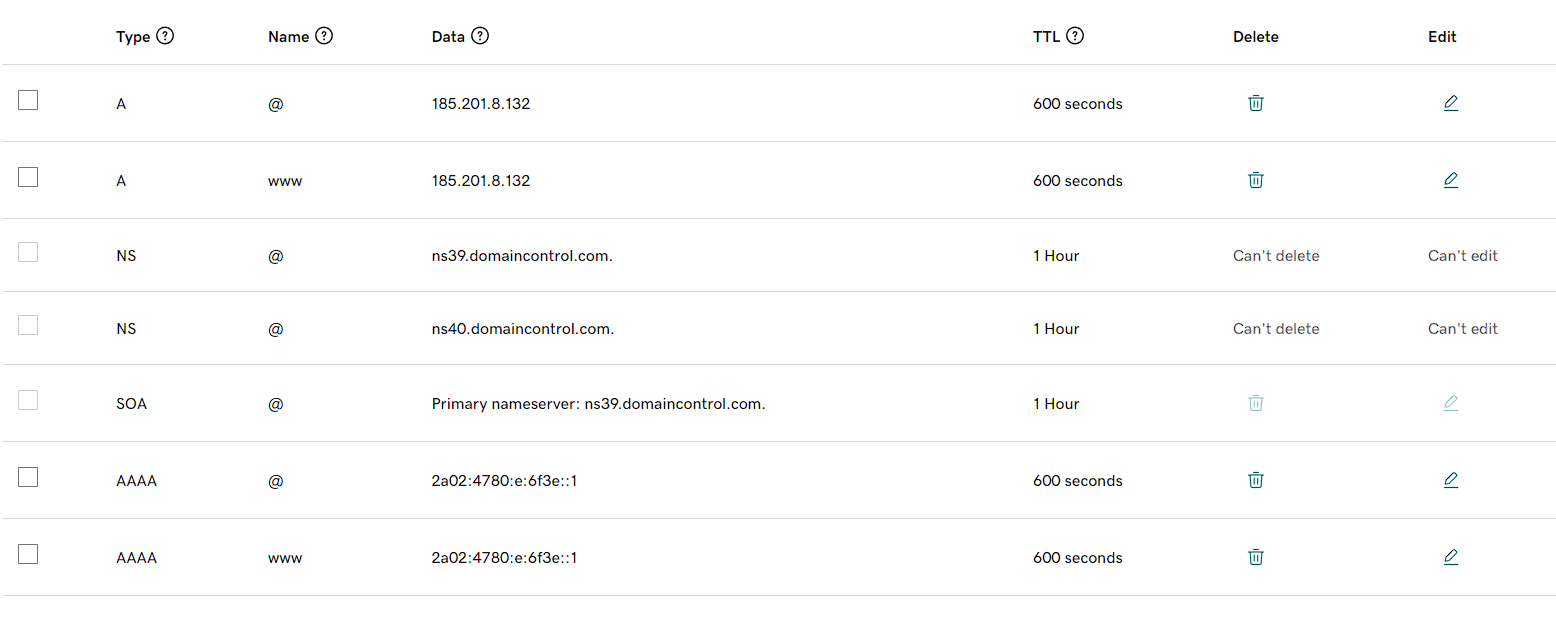 Type Name Data TTL Delete Edit
A @ 185.201.8.132 600 seconds
A www 185.201.8.132 600 seconds
NS @ ns39.domaincontrol.com. 1 Hour Can't delete Can't edit
NS @ ns40.domaincontrol.com. 1 Hour Can't delete Can't edit
SOA @ Primary nameserver: ns39.domaincontrol.com. 1 Hour
AAAA @ 2a02:4780:e:6f3e::1 600 seconds
AAAA www 2a02:4780:e:6f3e::1 600 seconds